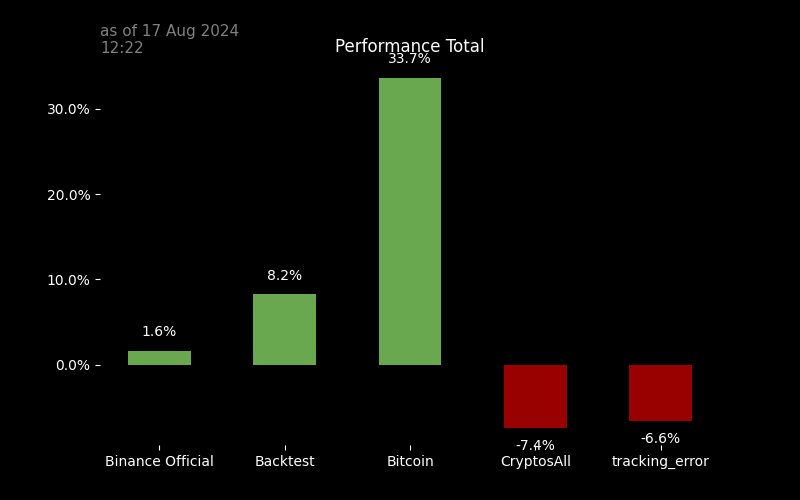 as of 17 Aug 2024
12:22
Performance Total
33.7%
30.0%
20.0%
10.0%
8.2%
1.6%
0.0%
-7.4%
-6.6%
Binance Official
Backtest
Bitcoin
CryptosAll
tracking_error